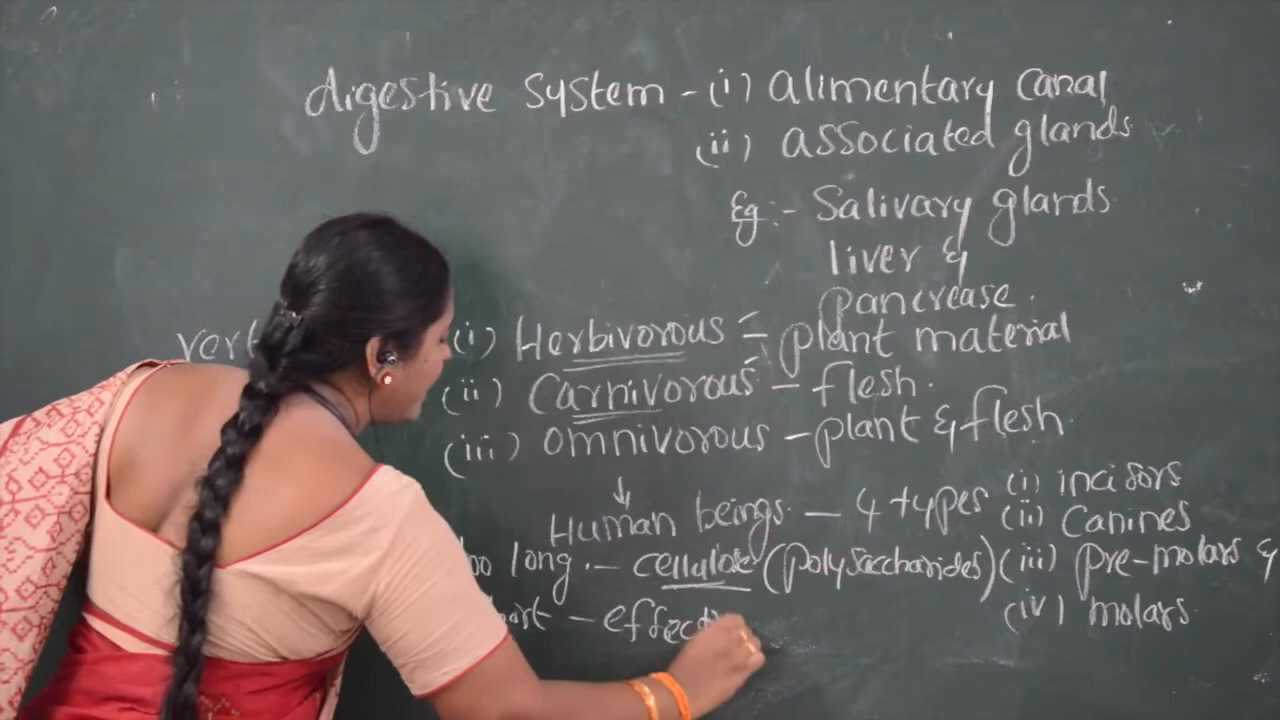 Digestive System - (i) Alimentary Canal
(ii) associated glands
Eg:- Salivary glands
liver &
pancrease.
(i) Herbivorous - plant material
(ii) Carnivorous - flesh.
(iii) omnivorous - plant & flesh.
↓
Human beings. - 4 types (i) incisors
(ii) Canines
long. - cellulose (polysaccharides) (iii) pre-molars &
(iv) molars.